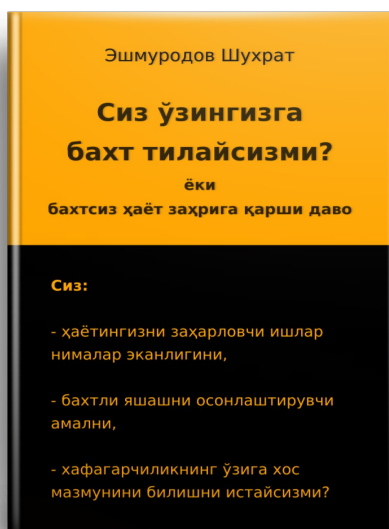 Эшмуродов Шухрат
Сиз ўзингизга
бахт тилайсизми?
ёки
бахтсиз ҳаёт заҳрига қарши даво
Сиз:
- ҳаётингизни заҳарловчи ишлар
нималар эканлигини,
- бахтли яшашни осонлаштирувчи
амални,
- хафагарчиликнинг ўзига хос
мазмунини билишни истайсизми?